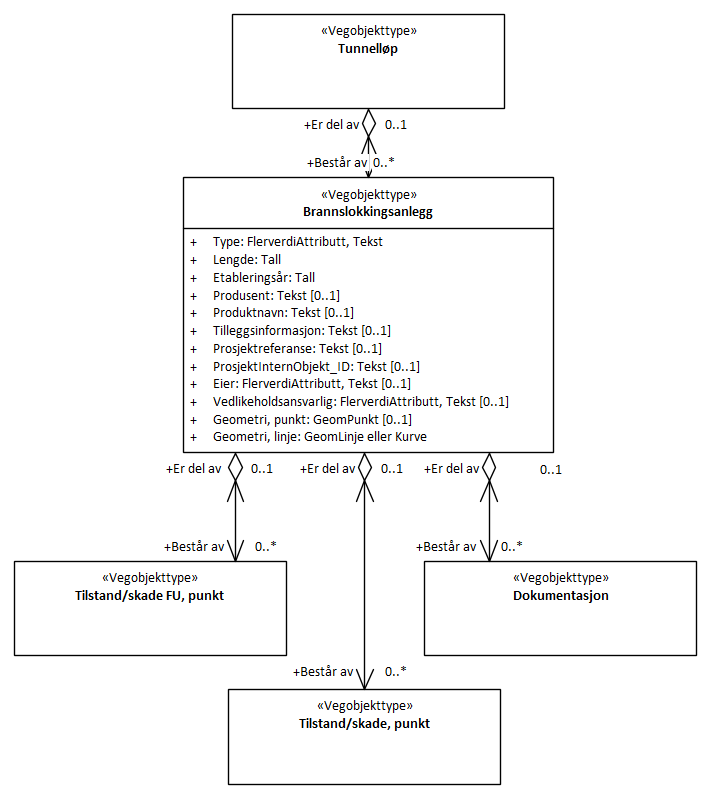 «Vegobjekttype»
Tunnelløp
+Er del av 0..1
+Består av 0..*
«Vegobjekttype»
Brannslokkingsanlegg
+ Type: FlerverdiAttributt, Tekst
+ Lengde: Tall
+ Etableringsår: Tall
+ Produsent: Tekst [0..1]
+ Produktnavn: Tekst [0..1]
+ Tilleggsinformasjon: Tekst [0..1]
+ Prosjektreferanse: Tekst [0..1]
+ ProsjektInternObjekt_ID: Tekst [0..1]
+ Eier: FlerverdiAttributt, Tekst [0..1]
+ Vedlikeholdsansvarlig: FlerverdiAttributt, Tekst [0..1]
+ Geometri, punkt: GeomPunkt [0..1]
+ Geometri, linje: GeomLinje eller Kurve
+Er del av 0..1 +Er del av 0..1 +Er del av 0..1
+Består av 0..* +Består av 0..*
«Vegobjekttype»
Tilstand/skade FU, punkt
«Vegobjekttype»
Dokumentasjon
+Består av 0..*
«Vegobjekttype»
Tilstand/skade, punkt